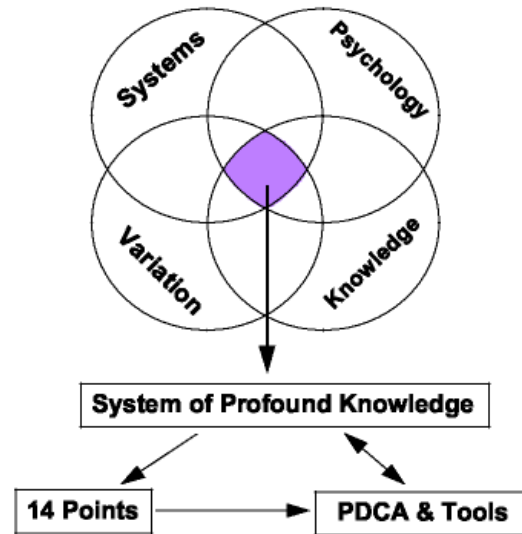 Systems
Psychology
Variation
Knowledge
System of Profound Knowledge
14 Points
PDCA & Tools